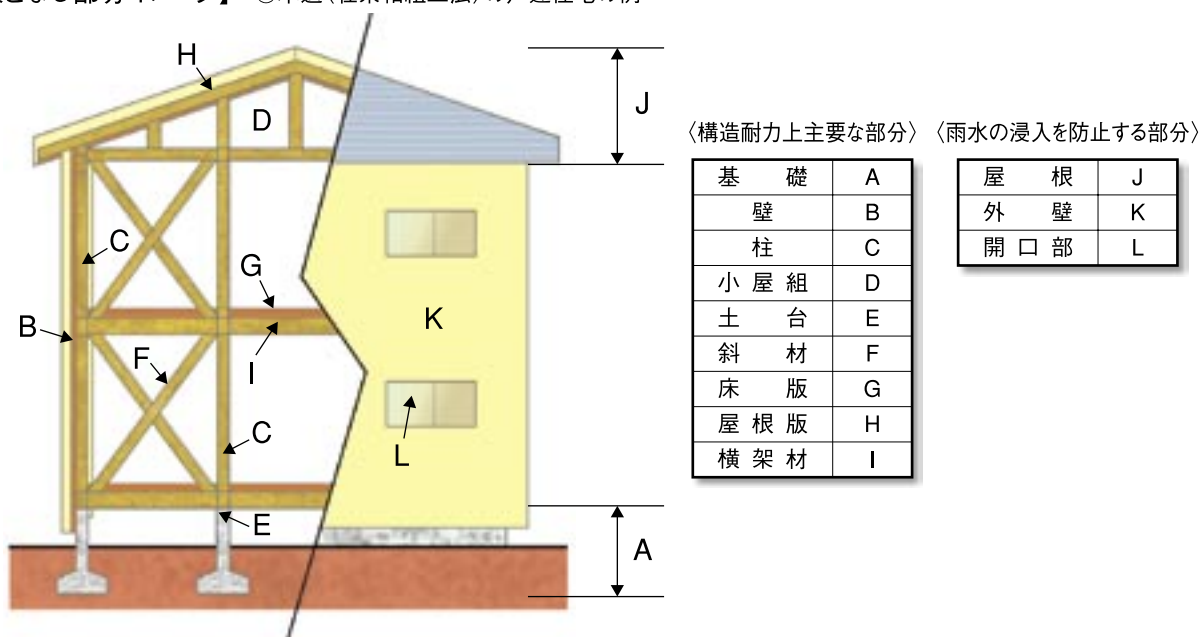 〈構造耐力上主要な部分〉
基礎 A
壁 B
柱 C
小屋組 D
土台 E
斜材 F
床版 G
屋根版 H
横架材 I
〈雨水の浸入を防止する部分〉
屋根 J
外壁 K
開口部 L
H
D
J
C
G
B
K
F
I
C
L
E
A